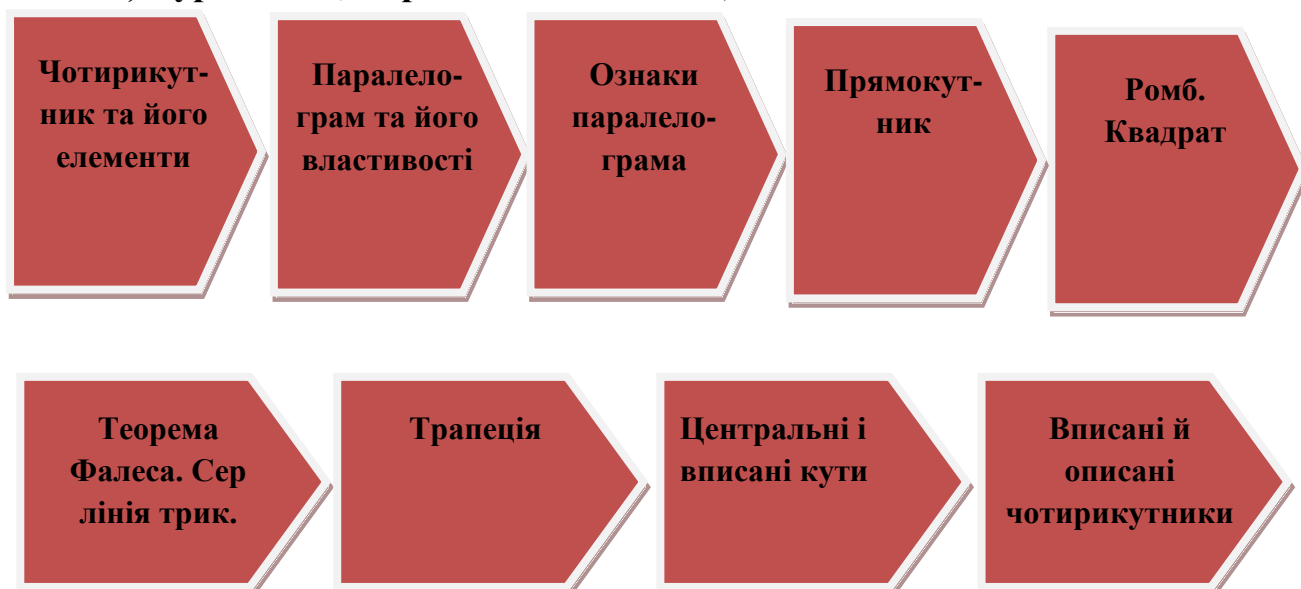 Чотирикут-
ник та його
елементи
Паралело-
грам та його
властивості
Ознаки
паралело-
грама
Прямокут-
ник
Ромб.
Квадрат
Теорема
Фалеса. Сер
лінія трик.
Трапеція
Центральні і
вписані кути
Вписані й
описані
чотирикутники